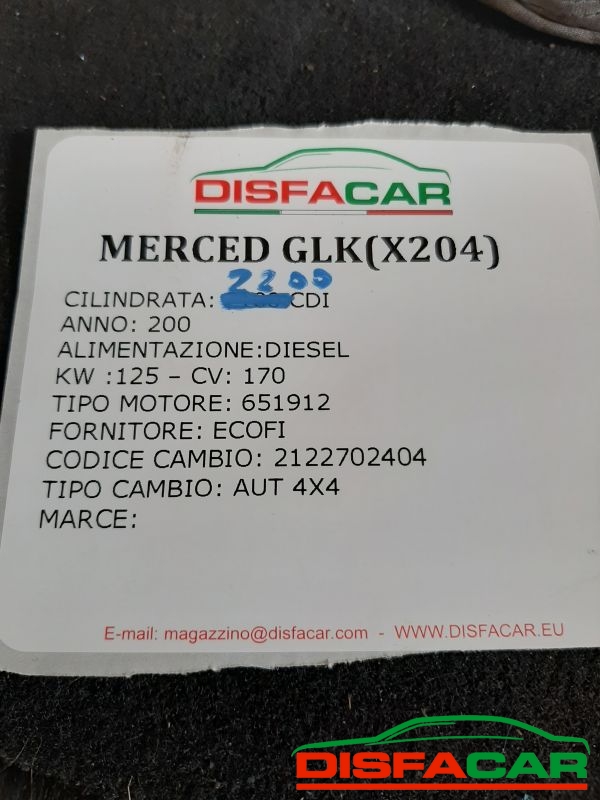 DISFACAR
MERCED GLK(X204)
2200
CILINDRATA: CDI
ANNO: 200
ALIMENTAZIONE:DIESEL
KW :125 – CV: 170
TIPO MOTORE: 651912
FORNITORE: ECOFI
CODICE CAMBIO: 2122702404
TIPO CAMBIO: AUT 4X4
MARCE:
E-mail: magazzino@disfacar.com - WWW.DISFACAR.EU
DISFACAR